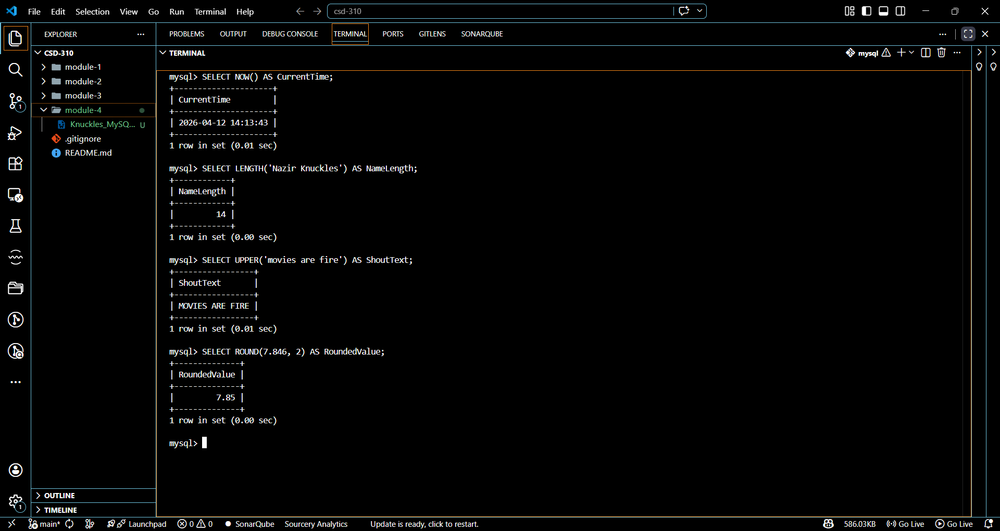 File Edit Selection View Go Run Terminal Help
csd-310
EXPLORER
PROBLEMS OUTPUT DEBUG CONSOLE TERMINAL PORTS GITLENS SONARQUBE
CSD-310
module-1
module-2
module-3
module-4
Knuckles_MySQ... U
.gitignore
README.md
OUTLINE
TIMELINE
TERMINAL
mysql
mysql> SELECT NOW() AS CurrentTime;
+---------------------+
| CurrentTime         |
+---------------------+
| 2026-04-12 14:13:43 |
+---------------------+
1 row in set (0.01 sec)
mysql> SELECT LENGTH('Nazir Knuckles') AS NameLength;
+------------+
| NameLength |
+------------+
|         14 |
+------------+
1 row in set (0.00 sec)
mysql> SELECT UPPER('movies are fire') AS ShoutText;
+-----------------+
| ShoutText       |
+-----------------+
| MOVIES ARE FIRE |
+-----------------+
1 row in set (0.01 sec)
mysql> SELECT ROUND(7.846, 2) AS RoundedValue;
+--------------+
| RoundedValue |
+--------------+
|         7.85 |
+--------------+
1 row in set (0.00 sec)
mysql>
1
1
main* Launchpad 0 0 SonarQube Sourcery Analytics Update is ready, click to restart. 586.03KB Go Live Go Live